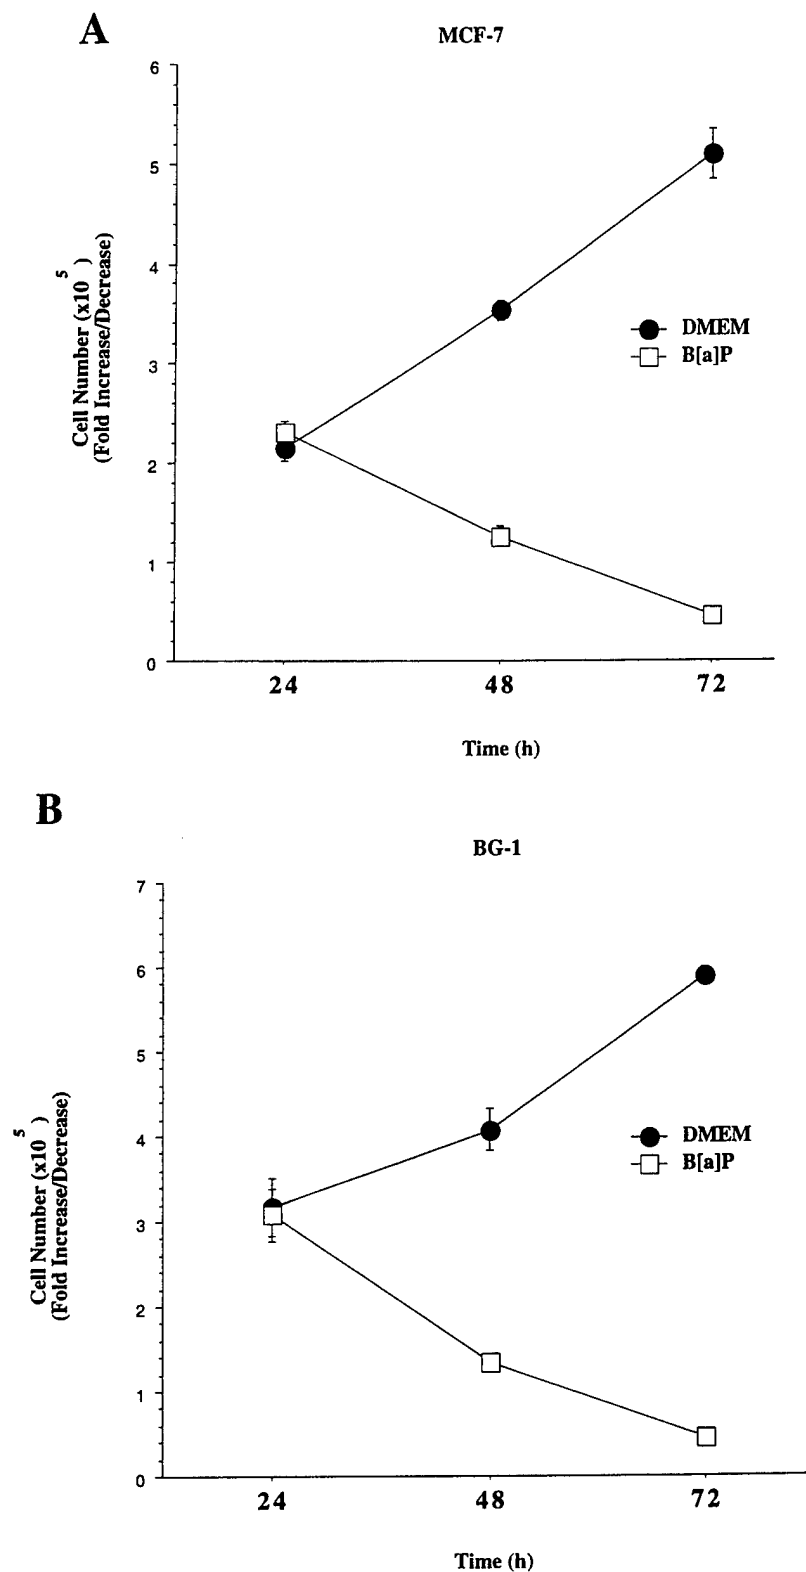 A
MCF-7
6
5
4
3
2
1
0
Cell Number (x10 5 )
(Fold Increase/Decrease)
DMEM
B[a]P
24 48 72
Time (h)
B
BG-1
7
6
5
4
3
2
1
0
Cell Number (x10 5 )
(Fold Increase/Decrease)
DMEM
B[a]P
24 48 72
Time (h)